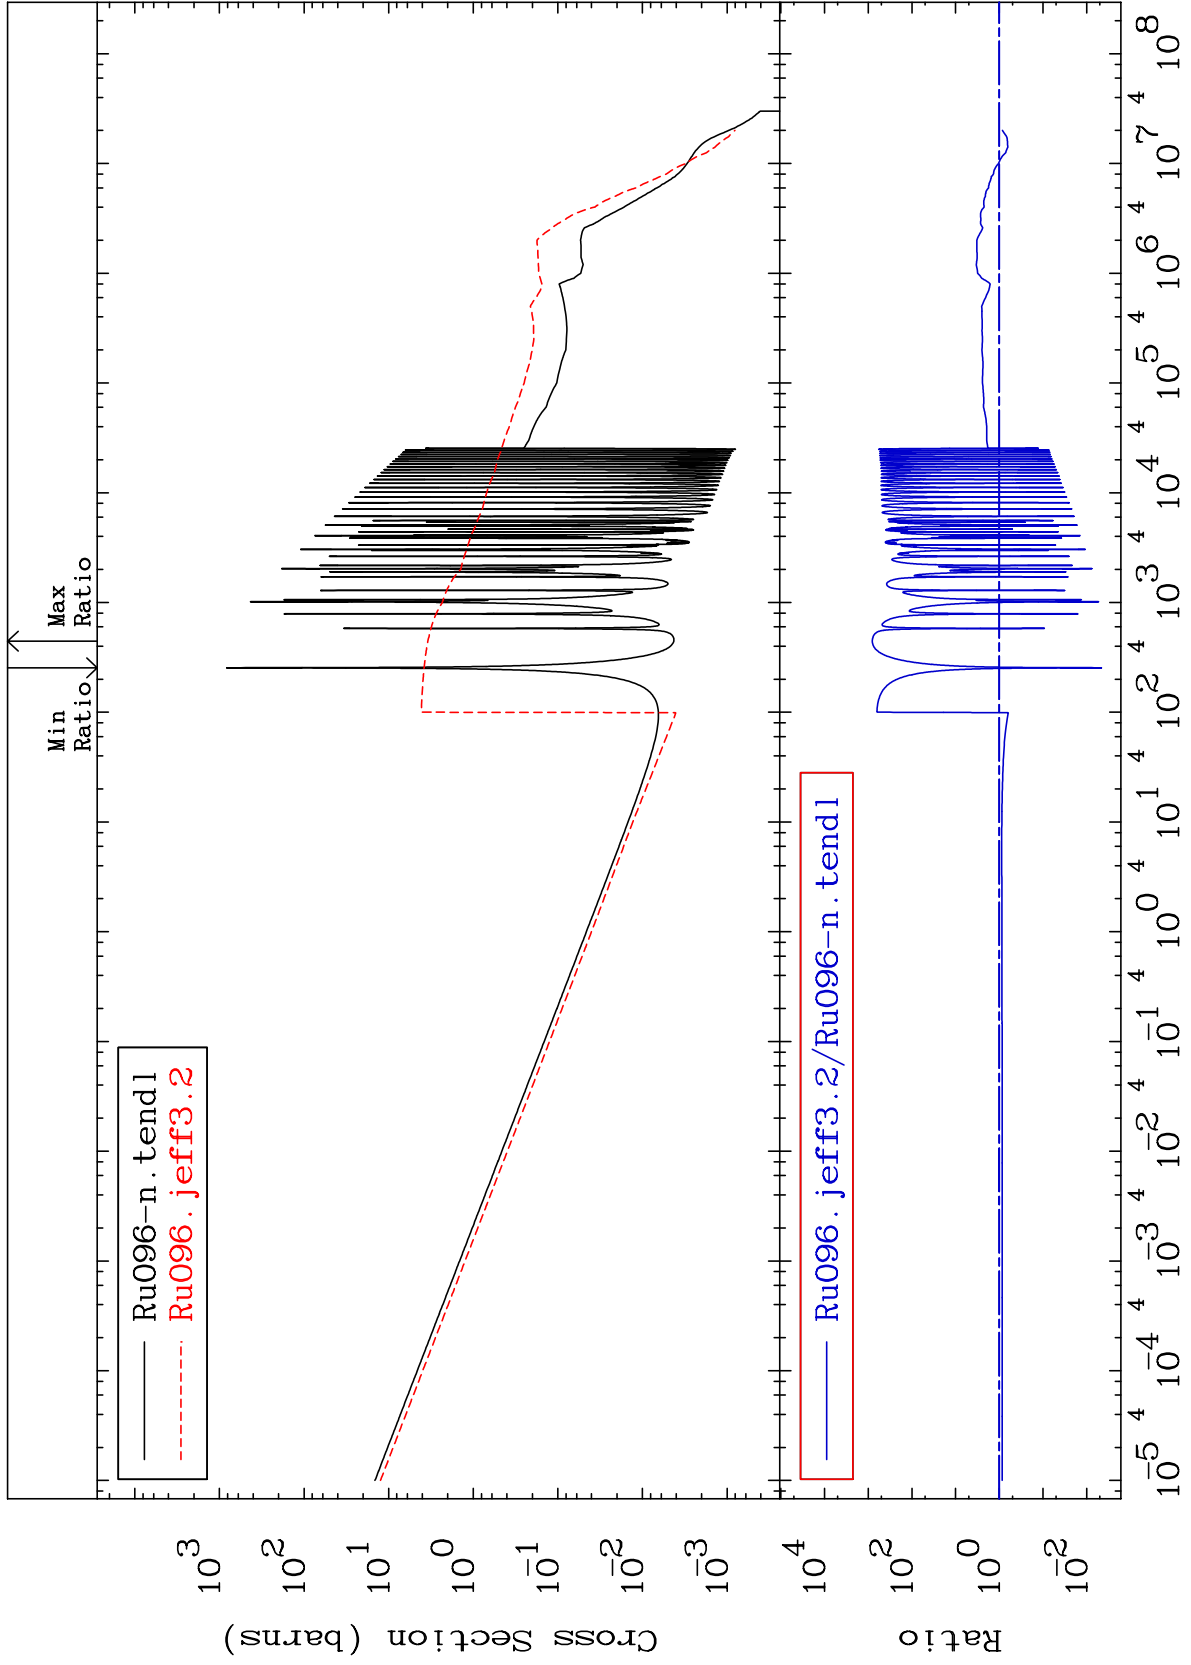 Min
Ratio
Max
Ratio
Ru096-n.tendl
Ru096.jeff3.2
10^3
10^2
10^1
10^0
10^-1
10^-2
10^-3
Cross Section (barns)
Ru096.jeff3.2/Ru096-n.tendl
10^4
10^2
10^0
10^-2
Ratio
10^-5 4 10^-4 4 10^-3 4 10^-2 4 10^-1 4 10^0 4 10^1 4 10^2 4 10^3 4 10^4 4 10^5 4 10^6 4 10^7 4 10^8